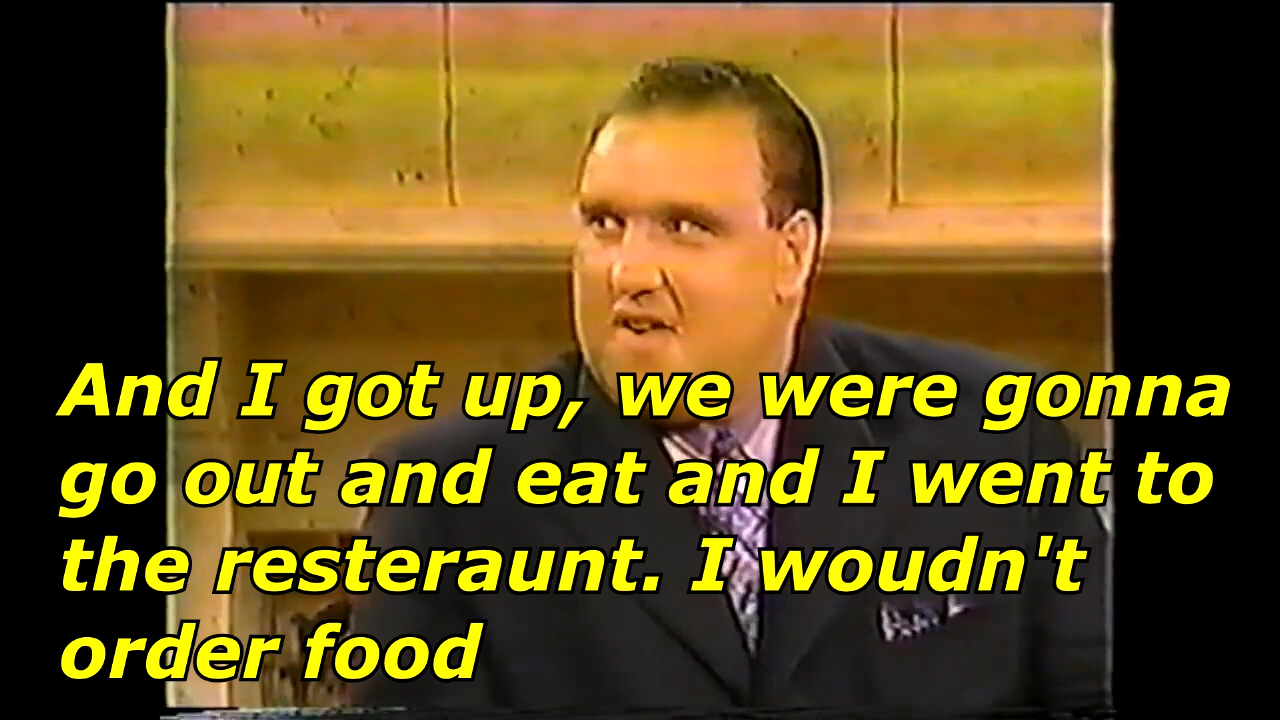 And I got up, we were gonna
go out and eat and I went to
the resteraunt. I woudn't
order food